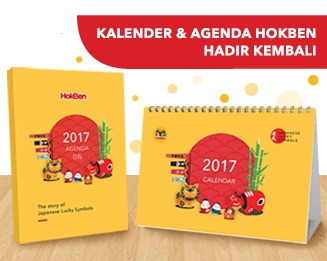 KALENDER & AGENDA HOKBEN
HADIR KEMBALI
HokBen
2017
AGENDA
The story of
Japanese Lucky Symbols
2017
CALENDAR